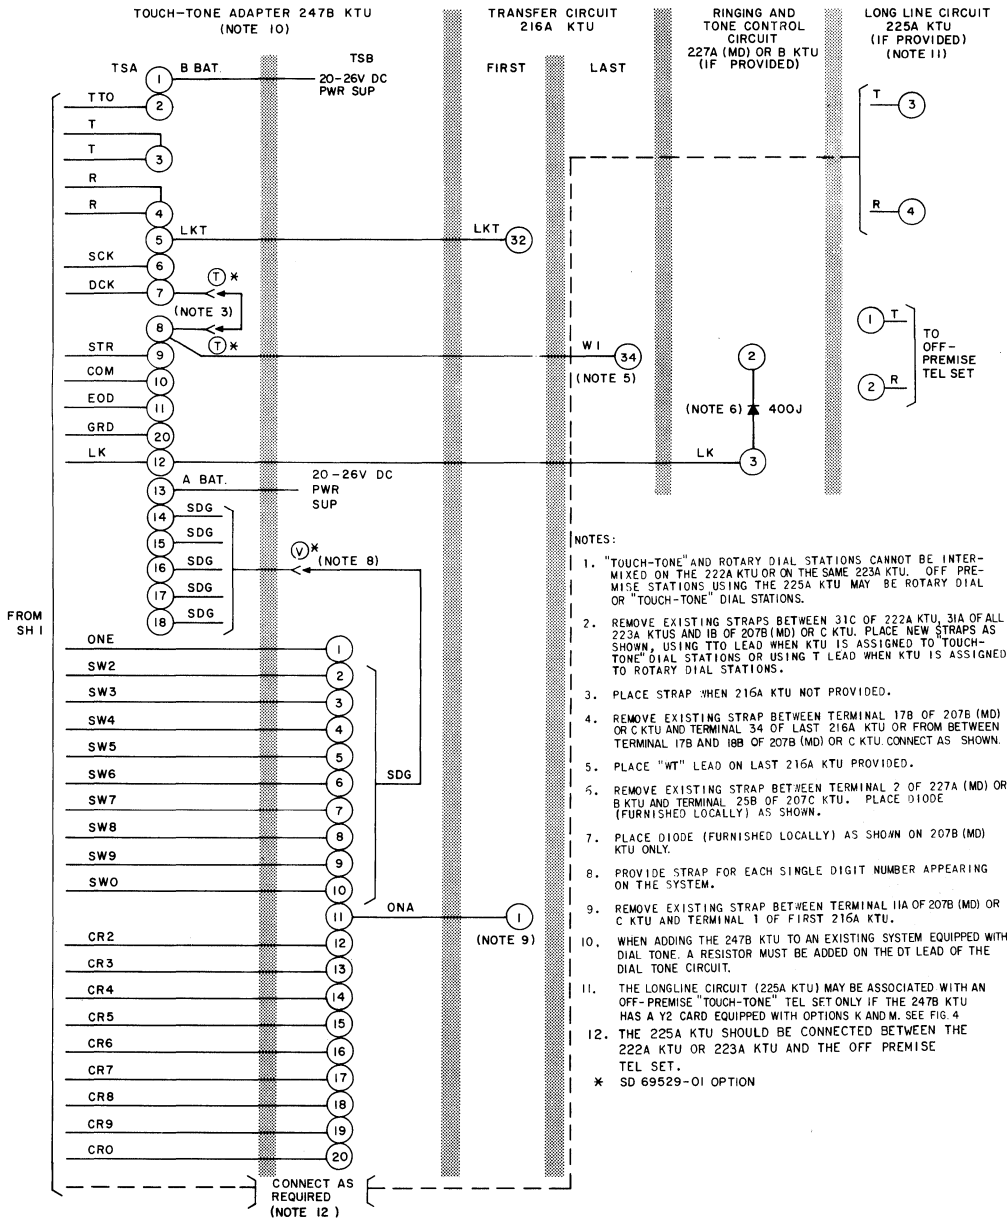 TOUCH-TONE ADAPTER 247B KTU
(NOTE 10)
TRANSFER CIRCUIT
216A KTU
FIRST
LAST
RINGING AND
TONE CONTROL
CIRCUIT
227A (MD) OR B KTU
(IF PROVIDED)
LONG LINE CIRCUIT
225A KTU
(IF PROVIDED)
(NOTE 11)
TSA
TSB
1 B BAT. 20-26V DC
PWR SUP
TTO 2
T
T 3
R
R 4
5 LKT LKT 32
SCK 6
DCK 7 T *
(NOTE 3)
8 T *
STR 9 W1 34
(NOTE 5)
COM 10
EOD 11
GRD 20
LK 12 LK 3
2
(NOTE 6) 400J
T 3
R 4
1 T
2 R
TO
OFF-
PREMISE
TEL SET
13 A BAT. 20-26V DC
PWR
SUP
14 SDG
15 SDG
16 SDG V * (NOTE 8)
17 SDG
18 SDG
FROM
SH 1
ONE 1
SW2 2
SW3 3
SW4 4
SW5 5
SW6 6
SDG
SW7 7
SW8 8
SW9 9
SW0 10
11 ONA 1
(NOTE 9)
CR2 12
CR3 13
CR4 14
CR5 15
CR6 16
CR7 17
CR8 18
CR9 19
CR0 20
CONNECT AS
REQUIRED
(NOTE 12)
NOTES:
1. "TOUCH-TONE" AND ROTARY DIAL STATIONS CANNOT BE INTER-
MIXED ON THE 222A KTU OR ON THE SAME 223A KTU. OFF PRE-
MISE STATIONS USING THE 225A KTU MAY BE ROTARY DIAL
OR "TOUCH-TONE" DIAL STATIONS.
2. REMOVE EXISTING STRAPS BETWEEN 31C OF 222A KTU, 31A OF ALL
223A KTUS AND 1B OF 207B (MD) OR C KTU. PLACE NEW STRAPS AS
SHOWN, USING TTO LEAD WHEN KTU IS ASSIGNED TO "TOUCH-
TONE" DIAL STATIONS OR USING T LEAD WHEN KTU IS ASSIGNED
TO ROTARY DIAL STATIONS.
3. PLACE STRAP WHEN 216A KTU NOT PROVIDED.
4. REMOVE EXISTING STRAP BETWEEN TERMINAL 17B OF 207B (MD)
OR C KTU AND TERMINAL 34 OF LAST 216A KTU OR FROM BETWEEN
TERMINAL 17B AND 18B OF 207B (MD) OR C KTU. CONNECT AS SHOWN.
5. PLACE "WT" LEAD ON LAST 216A KTU PROVIDED.
6. REMOVE EXISTING STRAP BETWEEN TERMINAL 2 OF 227A (MD) OR
B KTU AND TERMINAL 25B OF 207C KTU. PLACE DIODE
(FURNISHED LOCALLY) AS SHOWN.
7. PLACE DIODE (FURNISHED LOCALLY) AS SHOWN ON 207B (MD)
KTU ONLY.
8. PROVIDE STRAP FOR EACH SINGLE DIGIT NUMBER APPEARING
ON THE SYSTEM.
9. REMOVE EXISTING STRAP BETWEEN TERMINAL 11A OF 207B (MD) OR
C KTU AND TERMINAL 1 OF FIRST 216A KTU.
10. WHEN ADDING THE 247B KTU TO AN EXISTING SYSTEM EQUIPPED WITH
DIAL TONE. A RESISTOR MUST BE ADDED ON THE DT LEAD OF THE
DIAL TONE CIRCUIT.
11. THE LONGLINE CIRCUIT (225A KTU) MAY BE ASSOCIATED WITH AN
OFF-PREMISE "TOUCH-TONE" TEL SET ONLY IF THE 247B KTU
HAS A Y2 CARD EQUIPPED WITH OPTIONS K AND M. SEE FIG. 4
12. THE 225A KTU SHOULD BE CONNECTED BETWEEN THE
222A KTU OR 223A KTU AND THE OFF PREMISE
TEL SET.
* SD 69529-01 OPTION